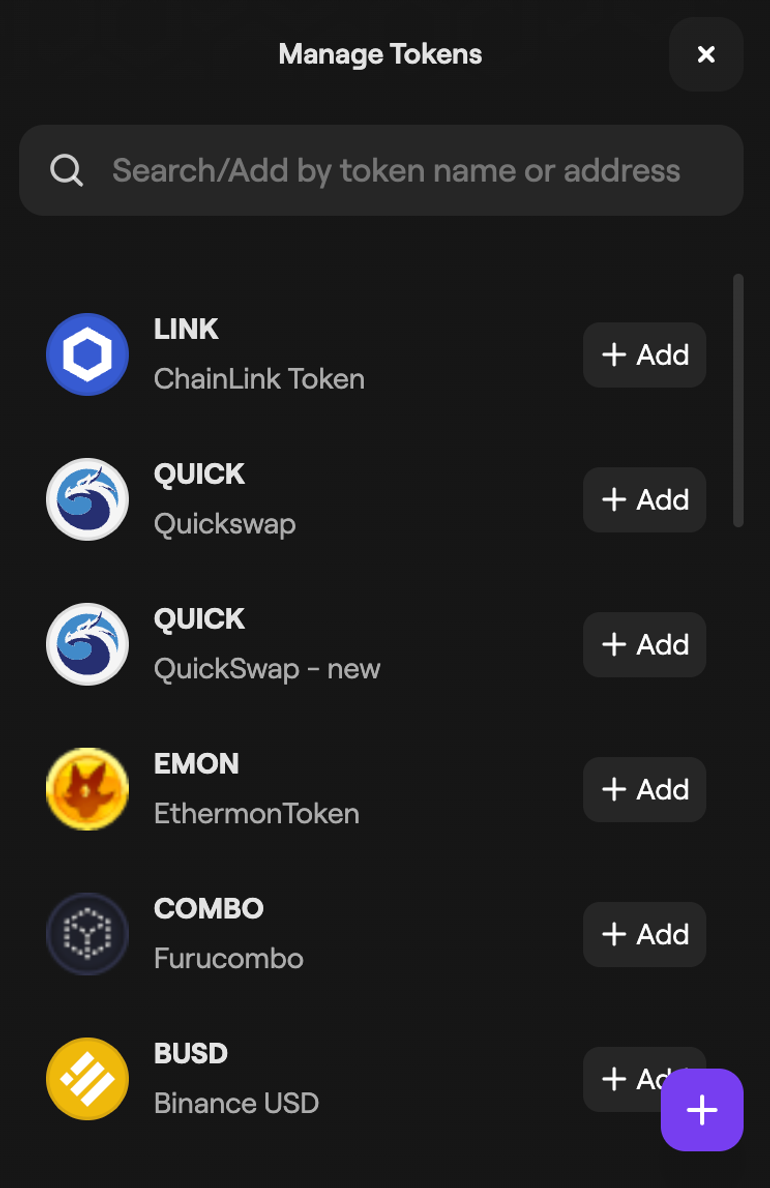 Manage Tokens
Search/Add by token name or address
LINK
ChainLink Token
+ Add
QUICK
Quickswap
+ Add
QUICK
QuickSwap - new
+ Add
EMON
EthermonToken
+ Add
COMBO
Furucombo
+ Add
BUSD
Binance USD
+ Add